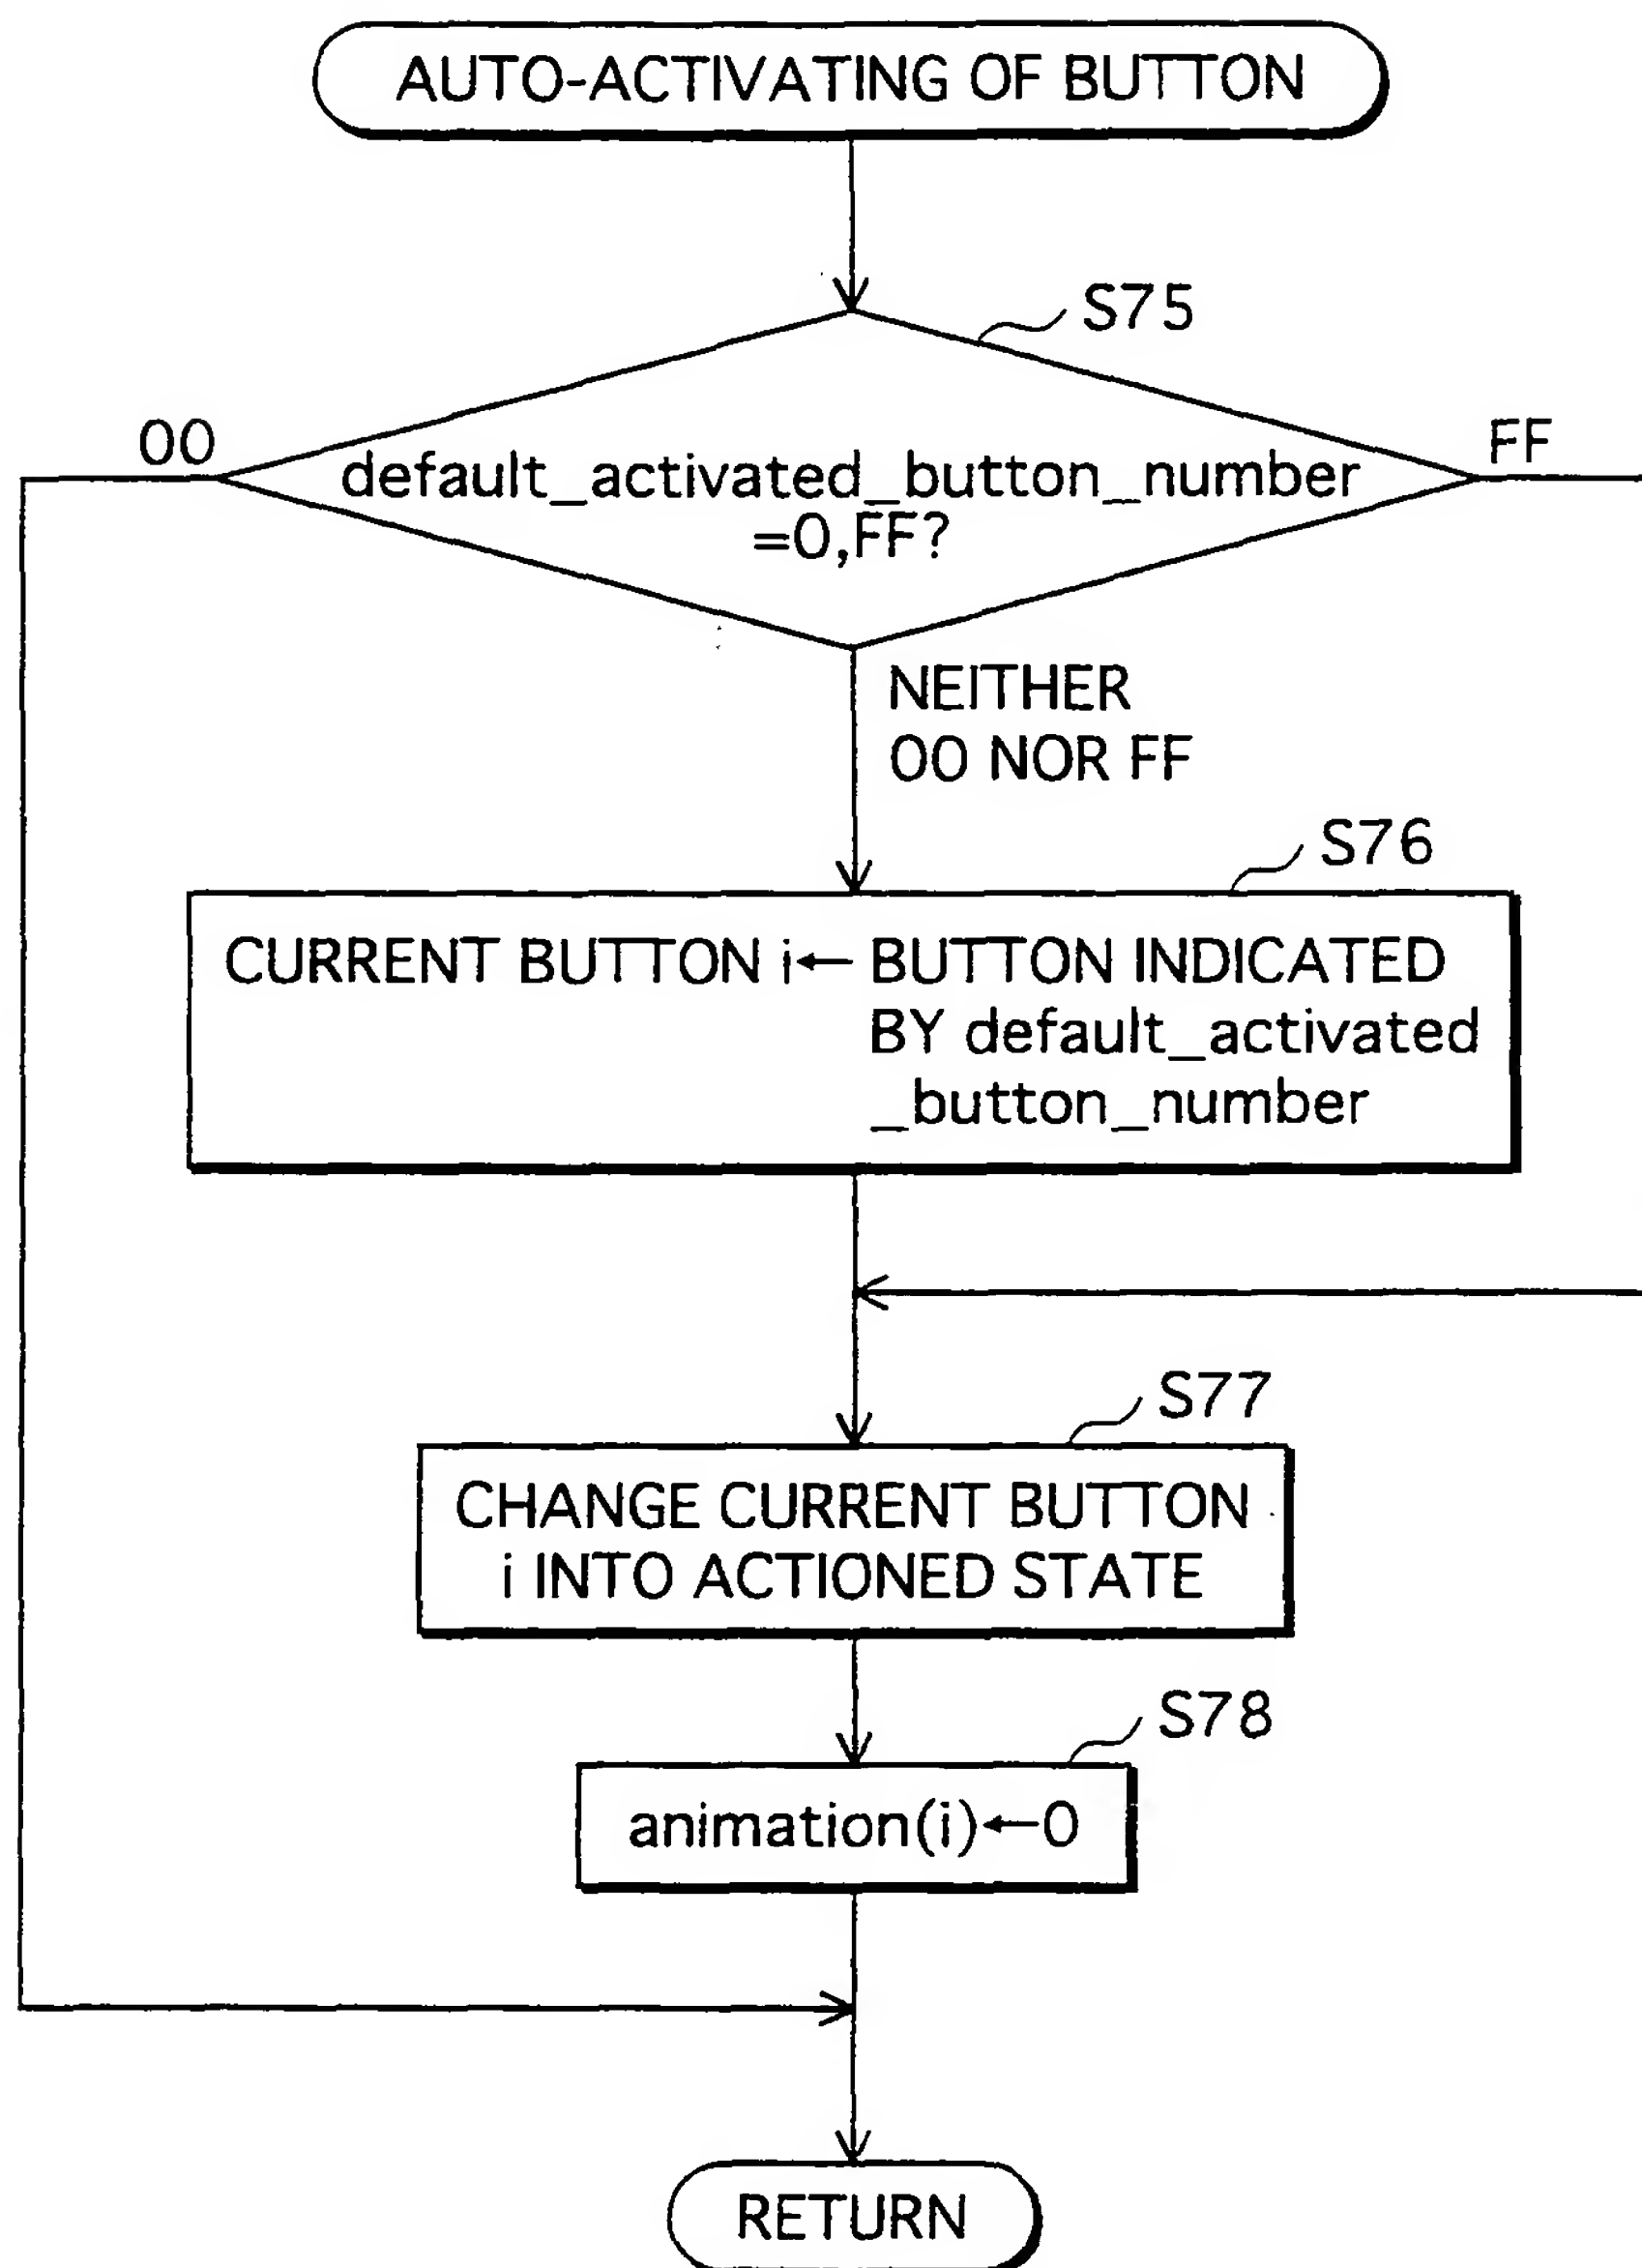 AUTO-ACTIVATING OF BUTTON
S75
00
FF
default_activated_button_number
=0,FF?
NEITHER
00 NOR FF
S76
CURRENT BUTTON i← BUTTON INDICATED
BY default_activated
_button_number
S77
CHANGE CURRENT BUTTON
i INTO ACTIONED STATE
S78
animation(i)←0
RETURN